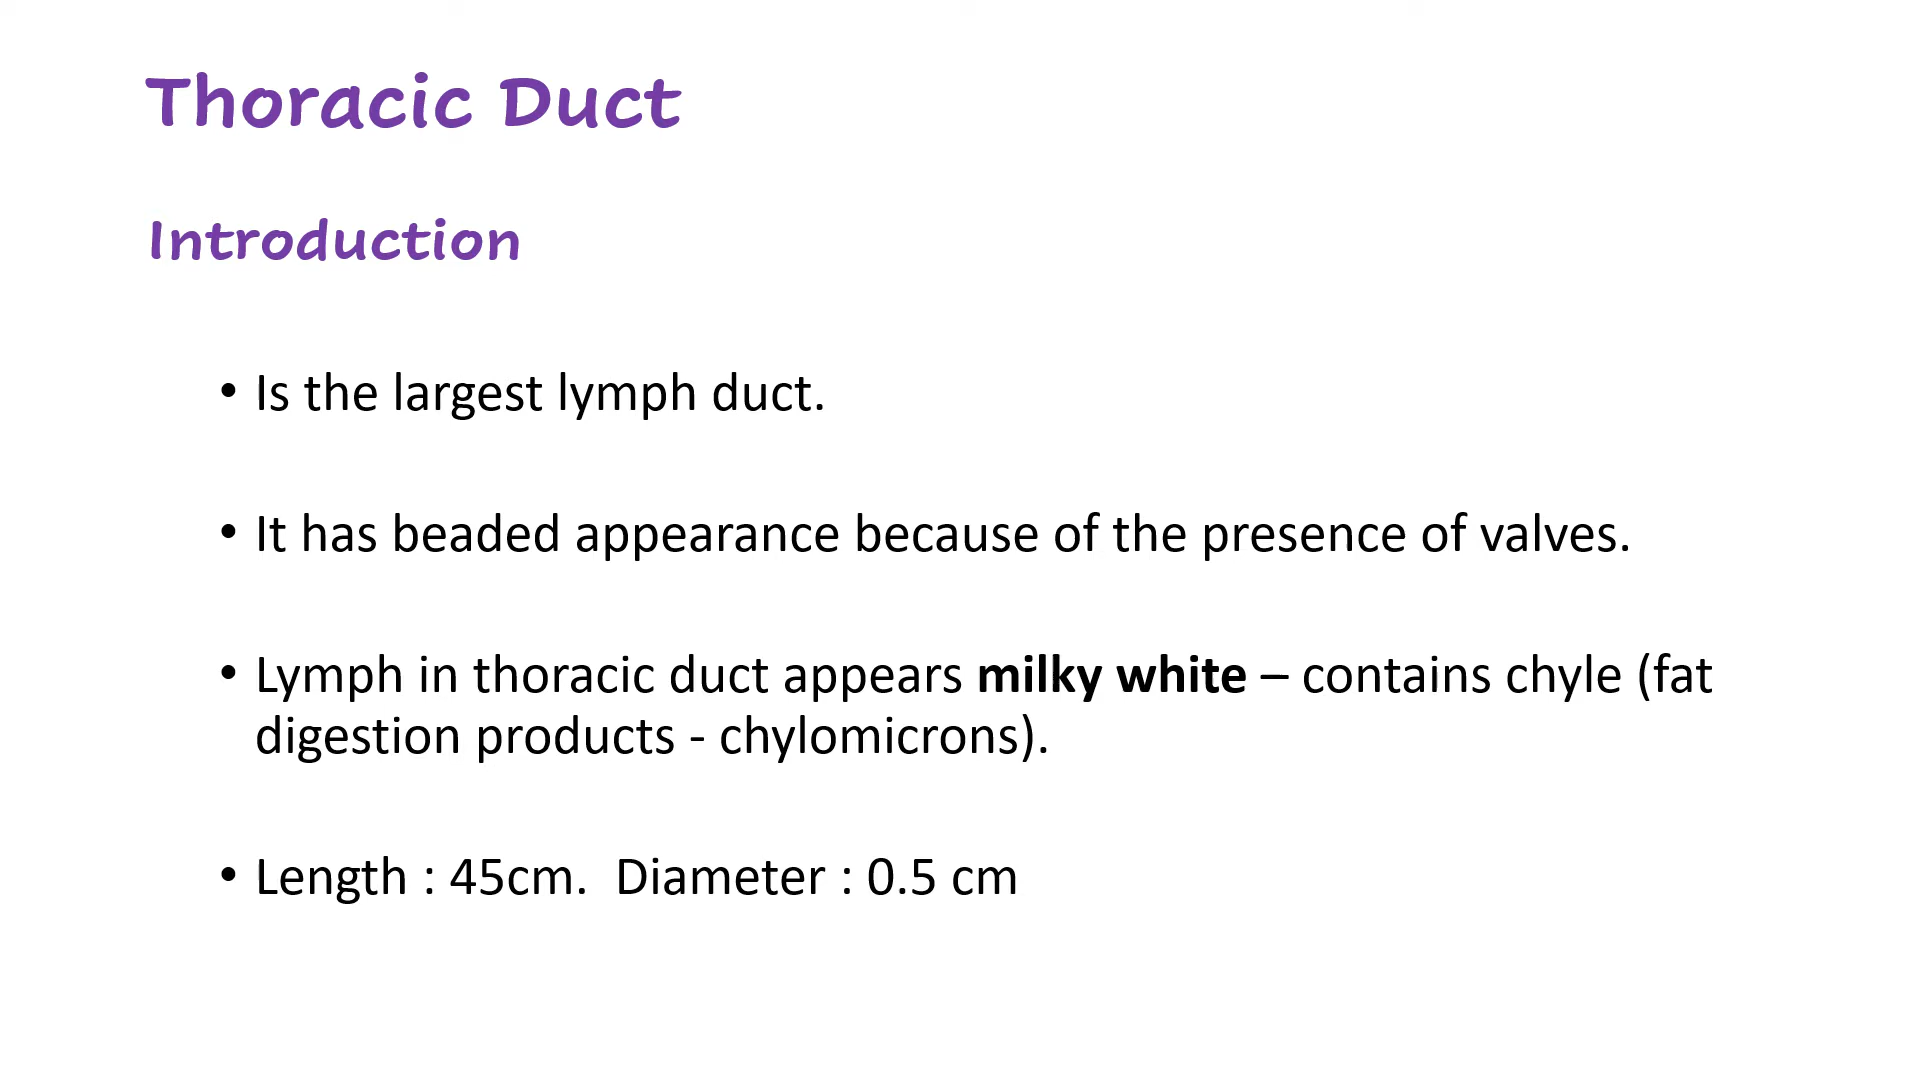 Thoracic Duct
Introduction
• Is the largest lymph duct.
• It has beaded appearance because of the presence of valves.
• Lymph in thoracic duct appears milky white – contains chyle (fat
digestion products - chylomicrons).
• Length : 45cm.  Diameter : 0.5 cm